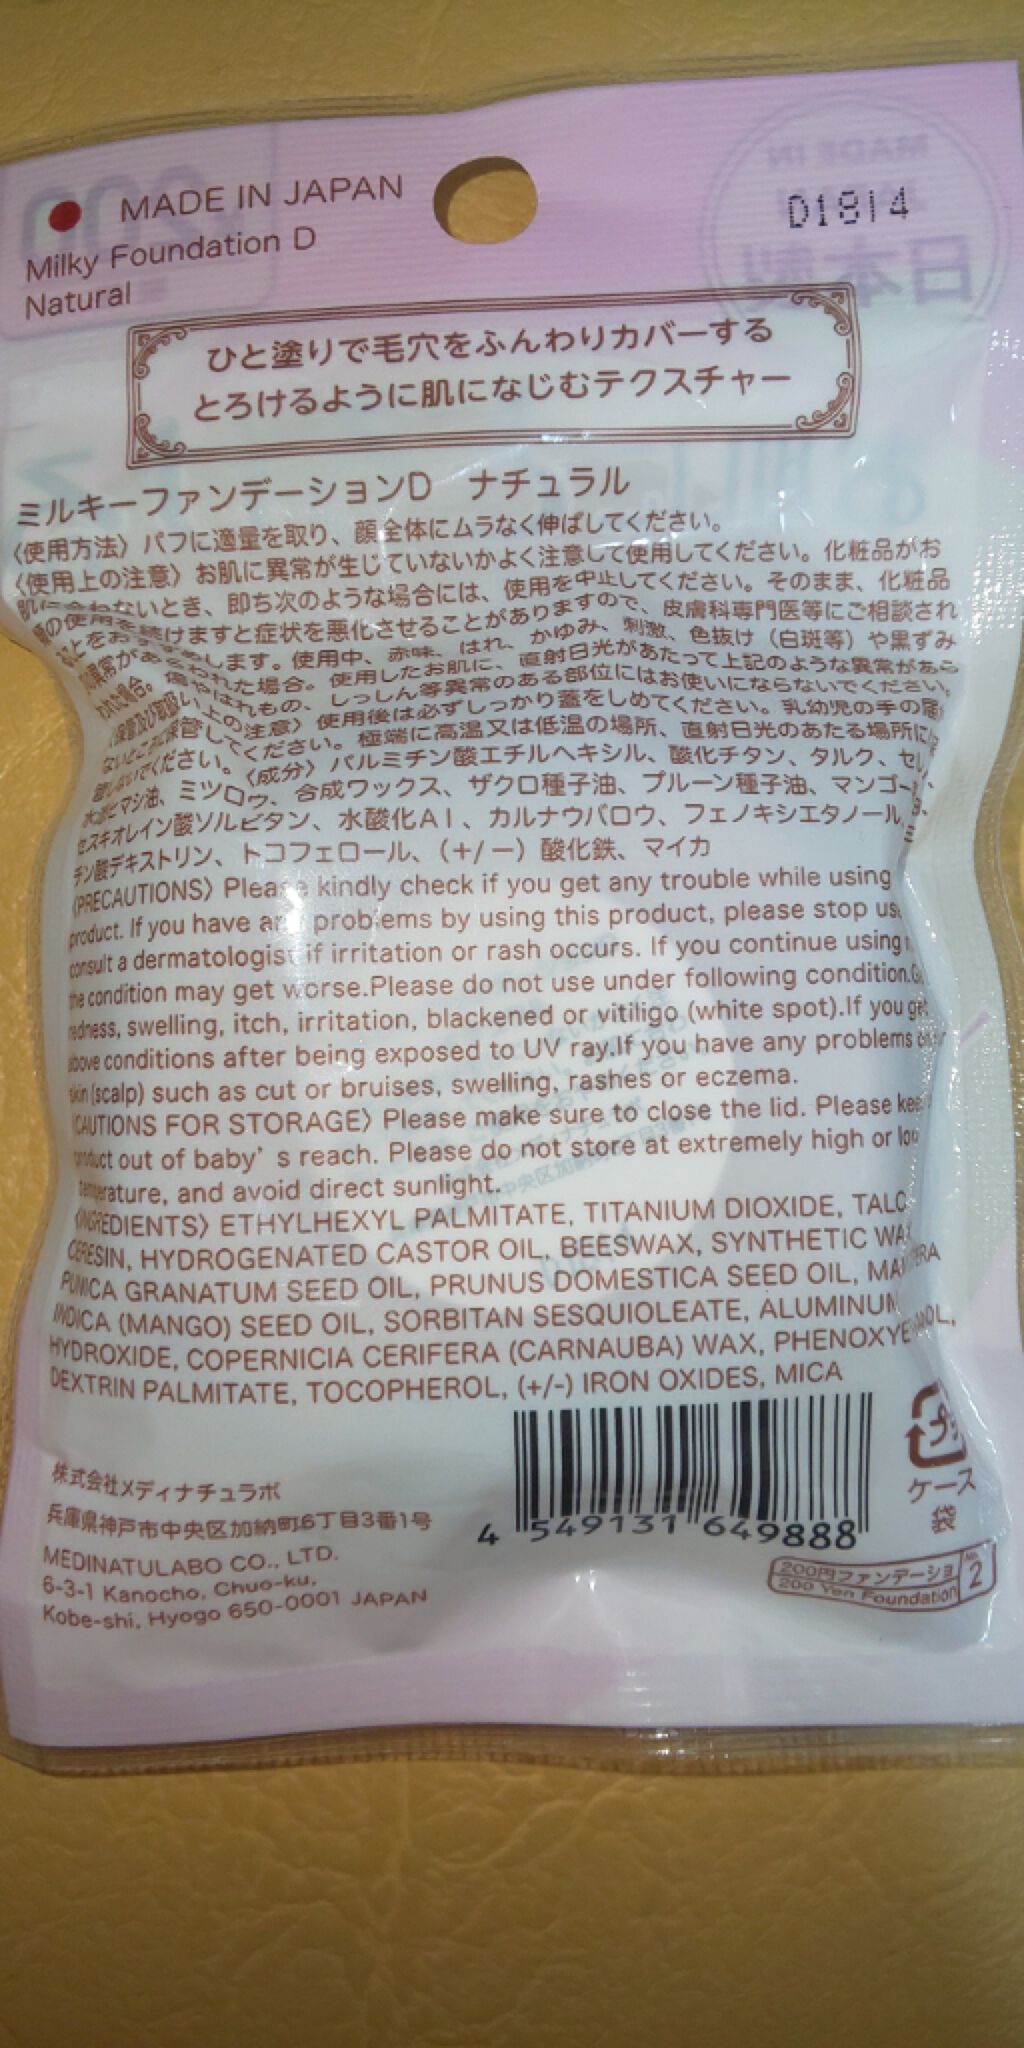 MADE IN JAPAN
D1814
Milky Foundation D
Natural
ひと塗りで毛穴をふんわりカバーする
とろけるように肌になじむテクスチャー
ミルキーファンデーションD ナチュラル
〈使用方法〉パフに適量を取り、顔全体にムラなく伸ばしてください。
〈使用上の注意〉お肌に異常が生じていないかよく注意して使用してください。化粧品がお
肌に合わないとき、即ち次のような場合には、使用を中止してください。そのまま、化粧品
の使用を続けますと症状を悪化させることがありますので、皮膚科専門医等にご相談され
します。使用中、赤味、はれ、かゆみ、刺激、色抜け（白斑等）や黒ずみ
異常があらわれた場合。使用したお肌に、直射日光があたって上記のような異常があら
場合。傷やはれもの、しっしん等異常のある部位にはお使いにならないでください。
〈保管及び取扱い上の注意〉使用後は必ずしっかり蓋をしめてください。乳幼児の手の届
ないところに保管してください。極端に高温又は低温の場所、直射日光のあたる場所に
ないでください。〈成分〉パルミチン酸エチルヘキシル、酸化チタン、タルク、セレ
ヒマシ油、ミツロウ、合成ワックス、ザクロ種子油、プルーン種子油、マンゴー
セスキオレイン酸ソルビタン、水酸化Al、カルナウバロウ、フェノキシエタノール、
チン酸デキストリン、トコフェロール、（+/－）酸化鉄、マイカ
〈PRECAUTIONS〉Please kindly check if you get any trouble while using
product. If you have any problems by using this product, please stop
consult a dermatologist if irritation or rash occurs. If you continue using
the condition may get worse.Please do not use under following condition.
redness, swelling, itch, irritation, blackened or vitiligo (white spot).If you get
above conditions after being exposed to UV ray.If you have any problems
skin (scalp) such as cut or bruises, swelling, rashes or eczema.
〈CAUTIONS FOR STORAGE〉Please make sure to close the lid. Please keep
product out of baby's reach. Please do not store at extremely high or low
temperature, and avoid direct sunlight.
〈INGREDIENTS〉ETHYLHEXYL PALMITATE, TITANIUM DIOXIDE, TALC
CERESIN, HYDROGENATED CASTOR OIL, BEESWAX, SYNTHETIC WAX
PUNICA GRANATUM SEED OIL, PRUNUS DOMESTICA SEED OIL, MANGIFERA
INDICA (MANGO) SEED OIL, SORBITAN SESQUIOLEATE, ALUMINUM
HYDROXIDE, COPERNICIA CERIFERA (CARNAUBA) WAX, PHENOXYETHANOL,
DEXTRIN PALMITATE, TOCOPHEROL, (+/-) IRON OXIDES, MICA
株式会社メディナチュラボ
兵庫県神戸市中央区加納町6丁目3番1号
MEDINATULABO CO., LTD.
6-3-1 Kanocho, Chuo-ku,
Kobe-shi, Hyogo 650-0001 JAPAN
4 549131 649888
プラ
ケース
袋
200円ファンデーショ
200 Yen Foundation
No. 2